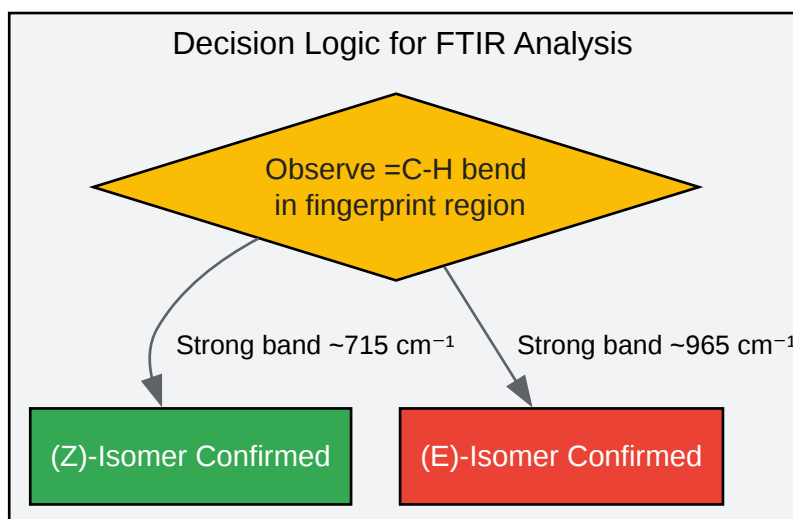 Decision Logic for FTIR Analysis
Observe =C-H bend
in fingerprint region
Strong band ~715 cm⁻¹
Strong band ~965 cm⁻¹
(Z)-Isomer Confirmed
(E)-Isomer Confirmed